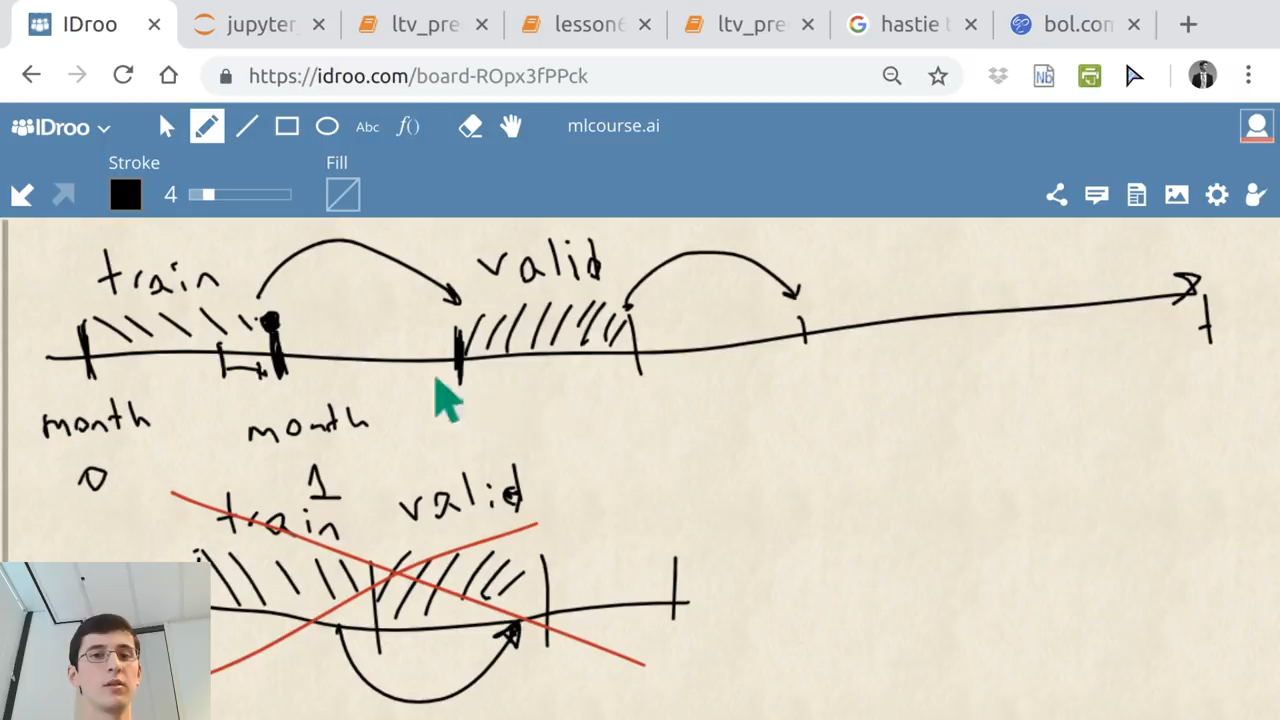 IDroo
jupyter_
ltv_pre
lesson6
ltv_pre
hastie t
bol.com
https://idroo.com/board-ROpx3fPPck
IDroo
Abc
f()
mlcourse.ai
Stroke
Fill
4
train
valid
month
month
0
1
train
valid